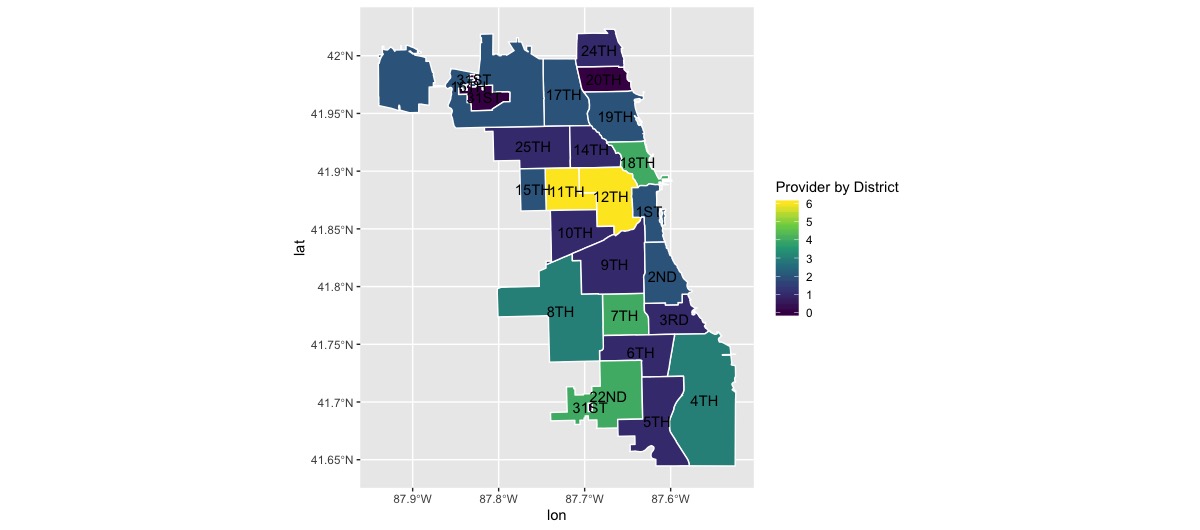 42°N
41.95°N
41.9°N
41.85°N
41.8°N
41.75°N
41.7°N
41.65°N
lat
87.9°W
87.8°W
87.7°W
87.6°W
lon
24TH
20TH
31ST
31ST
17TH
19TH
25TH
14TH
18TH
15TH
11TH
12TH
1ST
10TH
9TH
2ND
8TH
7TH
3RD
6TH
22ND
31ST
4TH
5TH
Provider by District
6
5
4
3
2
1
0